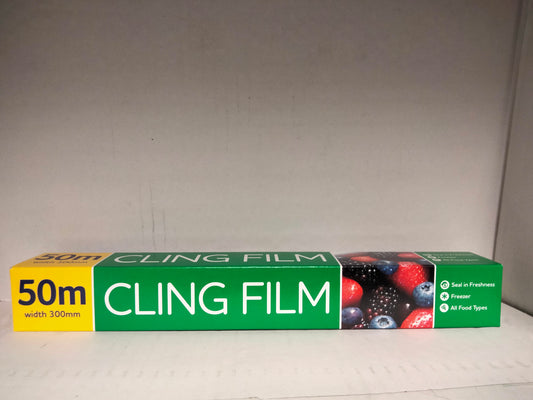 50m
CLING FILM
50m
width 300mm
CLING FILM
Seal in Freshness
Freezer
All Food Types